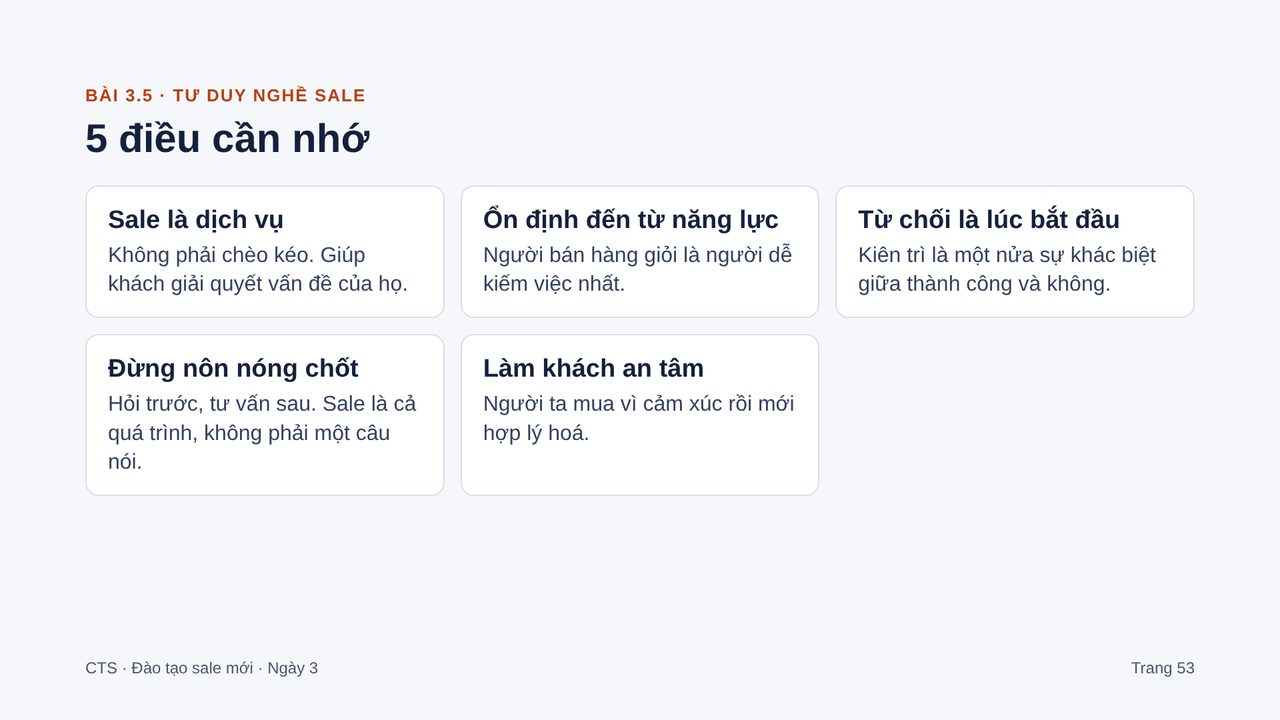 BÀI 3.5 · TƯ DUY NGHỀ SALE
5 điều cần nhớ
Sale là dịch vụ
Không phải chèo kéo. Giúp
khách giải quyết vấn đề của họ.
Ổn định đến từ năng lực
Người bán hàng giỏi là người dễ
kiếm việc nhất.
Từ chối là lúc bắt đầu
Kiên trì là một nửa sự khác biệt
giữa thành công và không.
Đừng nôn nóng chốt
Hỏi trước, tư vấn sau. Sale là cả
quá trình, không phải một câu
nói.
Làm khách an tâm
Người ta mua vì cảm xúc rồi mới
hợp lý hoá.
CTS · Đào tạo sale mới · Ngày 3
Trang 53